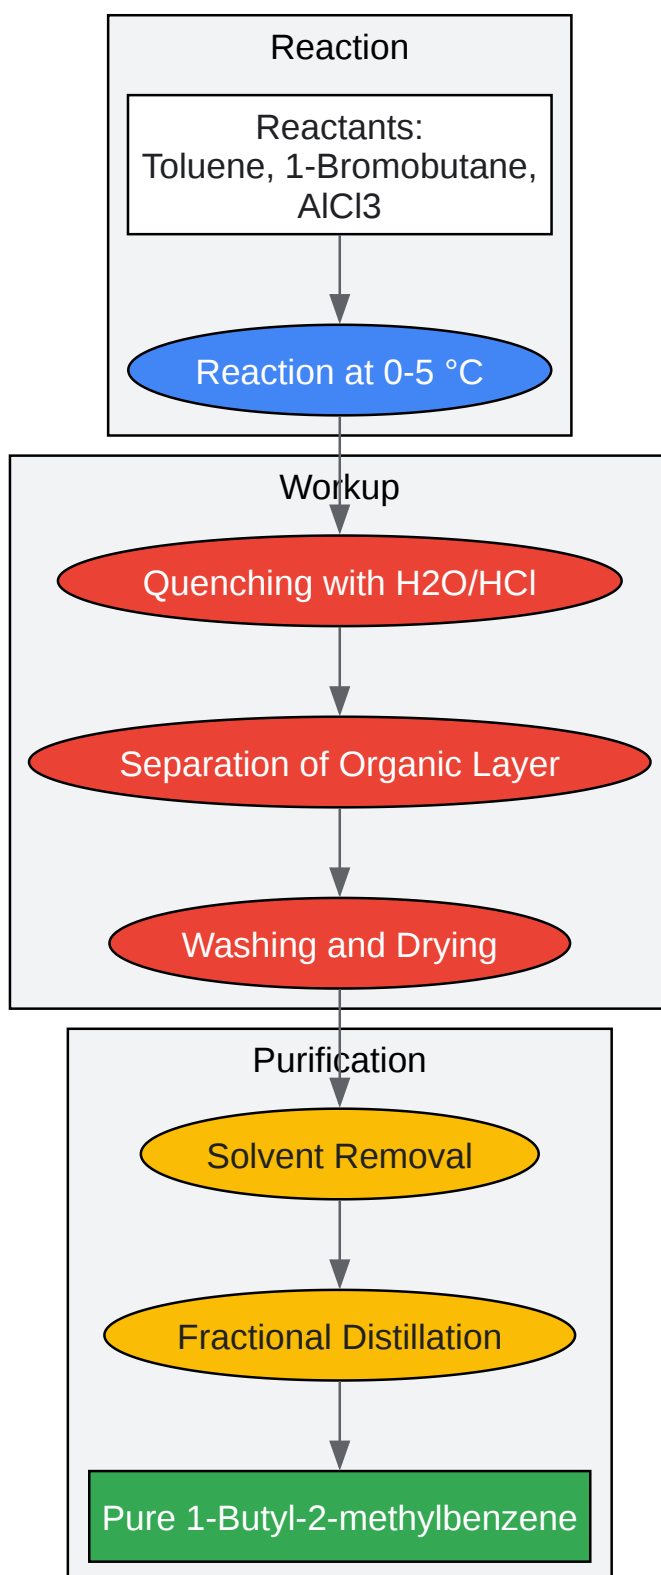 Reaction
Reactants:
Toluene, 1-Bromobutane,
AlCl3
Reaction at 0-5 °C
Workup
Quenching with H2O/HCl
Separation of Organic Layer
Washing and Drying
Purification
Solvent Removal
Fractional Distillation
Pure 1-Butyl-2-methylbenzene